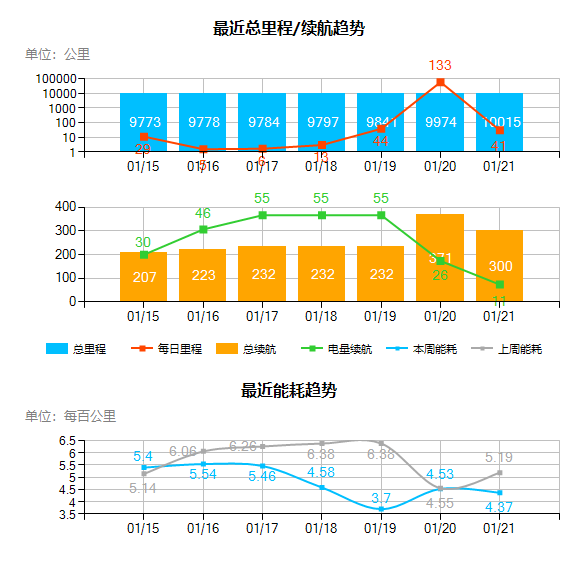 最近总里程/续航趋势
单位：公里
133
100000
10000
1000
100
10
1
9773 9778 9784 9797 9841 9974 10015
29 5 6 13 44 41
01/15 01/16 01/17 01/18 01/19 01/20 01/21
400
300
200
100
0
30 46 55 55 55 26 11
207 223 232 232 232 371 300
01/15 01/16 01/17 01/18 01/19 01/20 01/21
总里程 每日里程 总续航 电量续航 本周能耗 上周能耗
最近能耗趋势
单位：每百公里
6.5
6
5.5
5
4.5
4
3.5
5.4 5.54 5.46 4.58 3.7 4.53 4.37
5.14 6.06 6.26 6.38 6.38 4.55 5.19
01/15 01/16 01/17 01/18 01/19 01/20 01/21